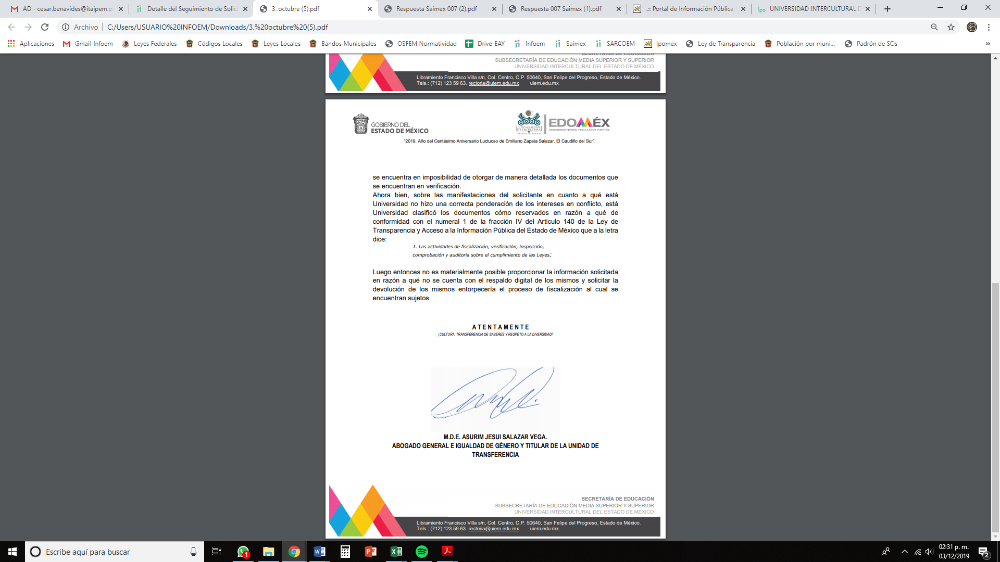 AD - cesar.benavides@itaipem.or
Detalle del Seguimiento de Solici
3. octubre (5).pdf
Respuesta Saimex 007 (2).pdf
Respuesta 007 Saimex (1).pdf
..:: Portal de Información Pública
UNIVERSIDAD INTERCULTURAL D
Archivo
C:/Users/USUARIO%20INFOEM/Downloads/3.%20octubre%20(5).pdf
Aplicaciones
Gmail-Infoem
Leyes Federales
Códigos Locales
Leyes Locales
Bandos Municipales
OSFEM Normatividad
Drive-EAY
Infoem
Saimex
SARCOEM
Ipomex
Ley de Transparencia
Población por muni...
Padrón de SOs
»
SECRETARÍA DE EDUCACIÓN
SUBSECRETARÍA DE EDUCACIÓN MEDIA SUPERIOR Y SUPERIOR
UNIVERSIDAD INTERCULTURAL DEL ESTADO DE MÉXICO
Libramiento Francisco Villa s/n, Col. Centro, C.P. 50640, San Felipe del Progreso, Estado de México.
Tels.: (712) 123 59 63. rectoria@uiem.edu.mx uiem.edu.mx
GOBIERNO DEL
ESTADO DE MÉXICO
UNIVERSIDAD
INTERCULTURAL
ESTADO DE MÉXICO
EDOMÉX
DECISIONES FIRMES, RESULTADOS FUERTES.
“2019. Año del Centésimo Aniversario Luctuoso de Emiliano Zapata Salazar. El Caudillo del Sur”.
se encuentra en imposibilidad de otorgar de manera detallada los documentos que
se encuentran en verificación.
Ahora bien, sobre las manifestaciones del solicitante en cuanto a qué está
Universidad no hizo una correcta ponderación de los intereses en conflicto, está
Universidad clasificó los documentos cómo reservados en razón a qué de
conformidad con el numeral 1 de la fracción IV del Articulo 140 de la Ley de
Transparencia y Acceso a la Información Pública del Estado de México que a la letra
dice:
1. Las actividades de fiscalización, verificación, inspección,
comprobación y auditoría sobre el cumplimiento de las Leyes;
Luego entonces no es materialmente posible proporcionar la información solicitada
en razón a qué no se cuenta con el respaldo digital de los mismos y solicitar la
devolución de los mismos entorpecería el proceso de fiscalización al cual se
encuentran sujetos.
A T E N T A M E N T E
¡CULTURA, TRANSFERENCIA DE SABERES Y RESPETO A LA DIVERSIDAD!
M.D.E. ASURIM JESUI SALAZAR VEGA.
ABOGADO GENERAL E IGUALDAD DE GÉNERO Y TITULAR DE LA UNIDAD DE
TRANSFERENCIA
SECRETARÍA DE EDUCACIÓN
SUBSECRETARÍA DE EDUCACIÓN MEDIA SUPERIOR Y SUPERIOR
UNIVERSIDAD INTERCULTURAL DEL ESTADO DE MÉXICO
Libramiento Francisco Villa s/n, Col. Centro, C.P. 50640, San Felipe del Progreso, Estado de México.
Tels.: (712) 123 59 63. rectoria@uiem.edu.mx uiem.edu.mx
Escribe aquí para buscar
1
02:31 p. m.
03/12/2019
2